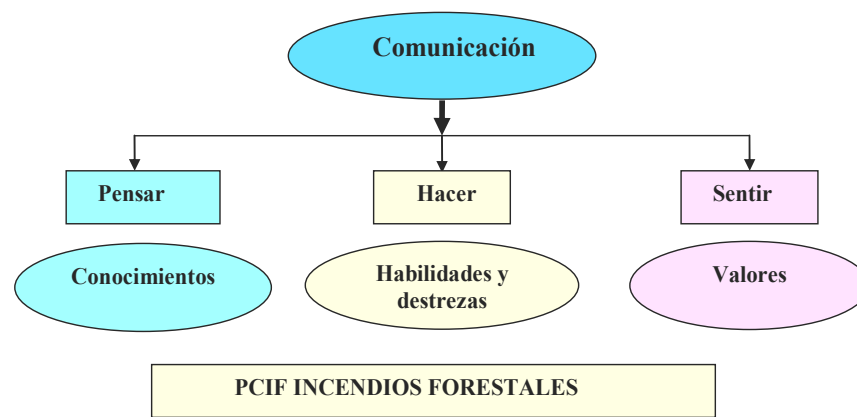 Comunicación
Pensar
Hacer
Sentir
Conocimientos
Habilidades y
destrezas
Valores
PCIF INCENDIOS FORESTALES